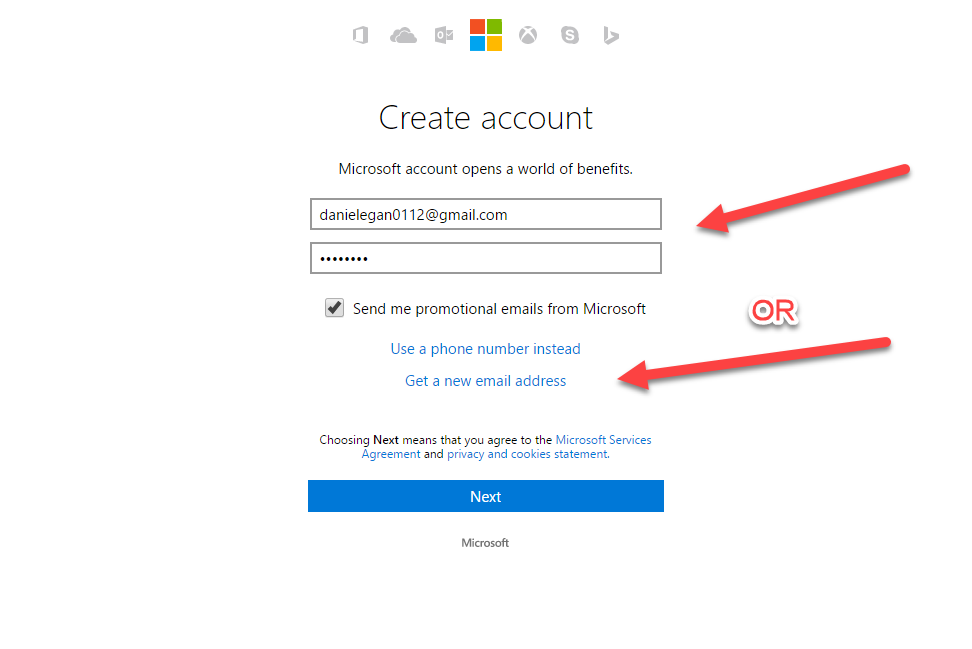 Create account
Microsoft account opens a world of benefits.
danielegan0112@gmail.com
••••••••
Send me promotional emails from Microsoft
OR
Use a phone number instead
Get a new email address
Choosing Next means that you agree to the Microsoft Services
Agreement and privacy and cookies statement.
Next
Microsoft